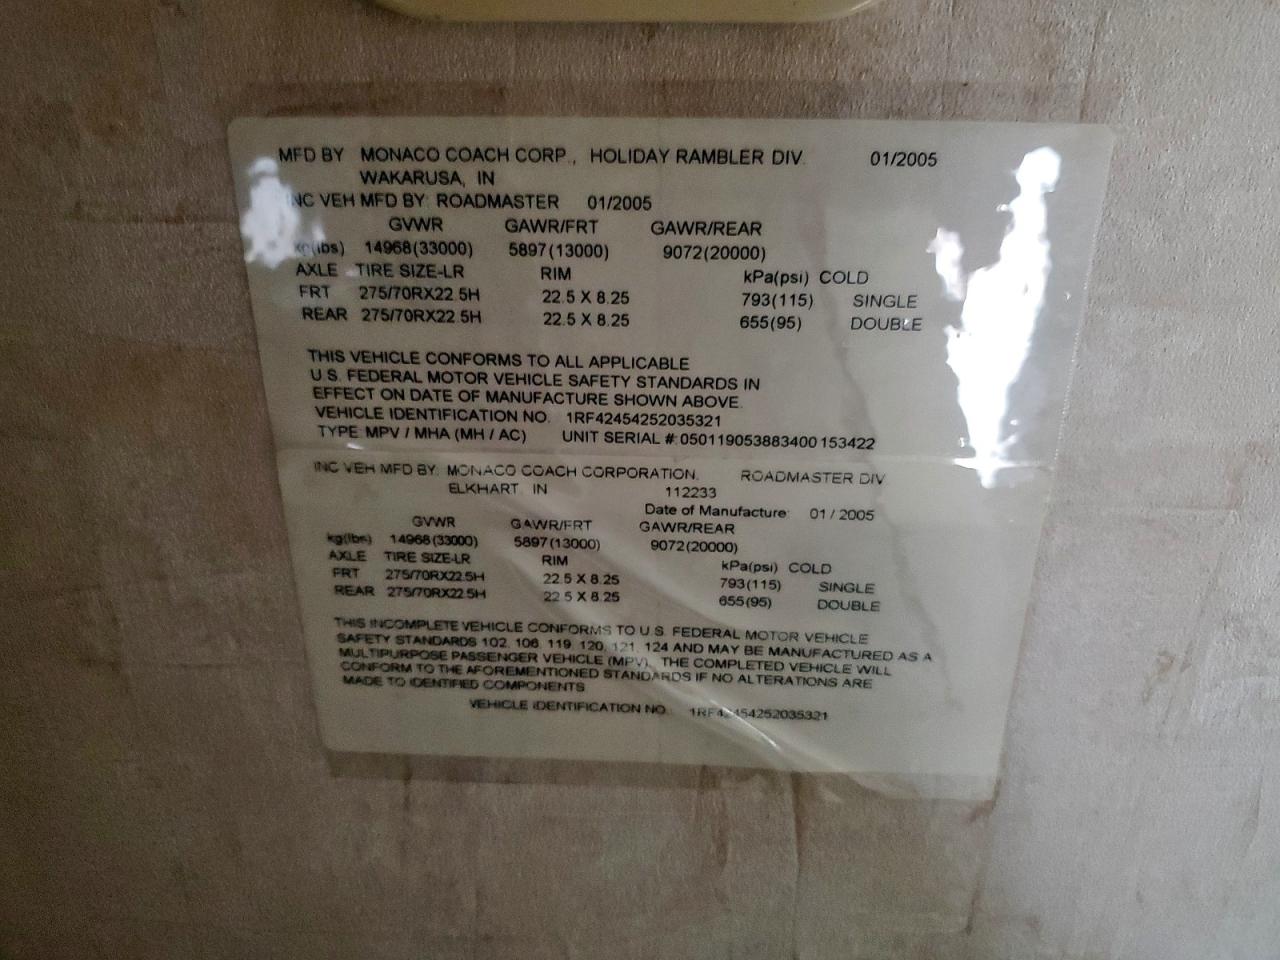 MFD BY MONACO COACH CORP., HOLIDAY RAMBLER DIV. 01/2005
WAKARUSA, IN
INC VEH MFD BY: ROADMASTER 01/2005
GVWR GAWR/FRT GAWR/REAR
kg(lbs) 14968(33000) 5897(13000) 9072(20000)
AXLE TIRE SIZE-LR RIM kPa(psi) COLD
FRT 275/70RX22.5H 22.5 X 8.25 793(115) SINGLE
REAR 275/70RX22.5H 22.5 X 8.25 655(95) DOUBLE
THIS VEHICLE CONFORMS TO ALL APPLICABLE
U.S. FEDERAL MOTOR VEHICLE SAFETY STANDARDS IN
EFFECT ON DATE OF MANUFACTURE SHOWN ABOVE.
VEHICLE IDENTIFICATION NO. 1RF42454252035321
TYPE: MPV / MHA (MH / AC) UNIT SERIAL #: 050119053883400153422
INC VEH MFD BY: MONACO COACH CORPORATION, ROADMASTER DIV
ELKHART, IN 112233
Date of Manufacture: 01 / 2005
GVWR GAWR/FRT GAWR/REAR
kg(lbs) 14968(33000) 5897(13000) 9072(20000)
AXLE TIRE SIZE-LR RIM kPa(psi) COLD
FRT 275/70RX22.5H 22.5 X 8.25 793(115) SINGLE
REAR 275/70RX22.5H 22.5 X 8.25 655(95) DOUBLE
THIS INCOMPLETE VEHICLE CONFORMS TO U.S. FEDERAL MOTOR VEHICLE
SAFETY STANDARDS 102, 106, 119, 120, 121, 124 AND MAY BE MANUFACTURED AS A
MULTIPURPOSE PASSENGER VEHICLE (MPV). THE COMPLETED VEHICLE WILL
CONFORM TO THE AFOREMENTIONED STANDARDS IF NO ALTERATIONS ARE
MADE TO IDENTIFIED COMPONENTS
VEHICLE IDENTIFICATION NO. 1RF42454252035321